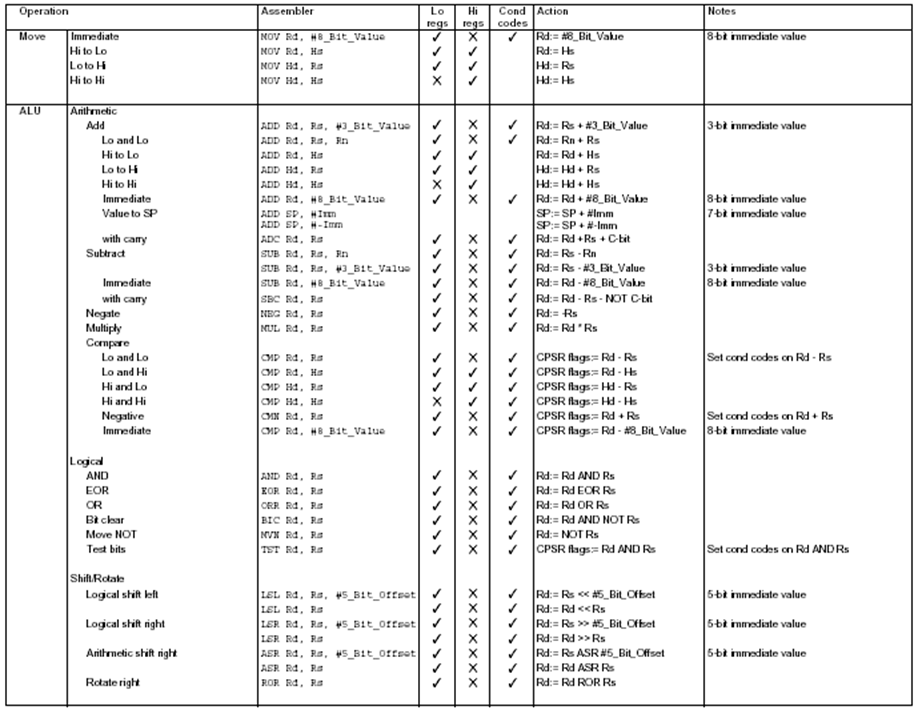 Operation Assembler Lo regs Hi regs Cond codes Action Notes
Move Immediate MOV Rd, #8_Bit_Value ✓ X ✓ Rd:= #8_Bit_Value 8-bit immediate value
Hi to Lo MOV Rd, Hs ✓ ✓ Rd:= Hs
Lo to Hi MOV Hd, Rs ✓ ✓ Hd:= Rs
Hi to Hi MOV Hd, Hs X ✓ Hd:= Hs
ALU Arithmetic
Add ADD Rd, Rs, #3_Bit_Value ✓ X ✓ Rd:= Rs + #3_Bit_Value 3-bit immediate value
Lo and Lo ADD Rd, Rs, Rn ✓ X ✓ Rd:= Rn + Rs
Hi to Lo ADD Rd, Hs ✓ ✓ Rd:= Rd + Hs
Lo to Hi ADD Hd, Rs ✓ ✓ Hd:= Hd + Rs
Hi to Hi ADD Hd, Hs X ✓ Hd:= Hd + Hs
Immediate ADD Rd, #8_Bit_Value ✓ X ✓ Rd:= Rd + #8_Bit_Value 8-bit immediate value
Value to SP ADD SP, #Imm SP:= SP + #Imm 7-bit immediate value
ADD SP, #-Imm SP:= SP + #-Imm
with carry ADC Rd, Rs ✓ X ✓ Rd:= Rd +Rs + C-bit
Subtract SUB Rd, Rs, Rn ✓ X ✓ Rd:= Rs - Rn
SUB Rd, Rs, #3_Bit_Value ✓ X ✓ Rd:= Rs - #3_Bit_Value 3-bit immediate value
Immediate SUB Rd, #8_Bit_Value ✓ X ✓ Rd:= Rd - #8_Bit_Value 8-bit immediate value
with carry SBC Rd, Rs ✓ X ✓ Rd:= Rd - Rs - NOT C-bit
Negate NEG Rd, Rs ✓ X ✓ Rd:= -Rs
Multiply MUL Rd, Rs ✓ X ✓ Rd:= Rd * Rs
Compare
Lo and Lo CMP Rd, Rs ✓ X ✓ CPSR flags:= Rd - Rs Set cond codes on Rd - Rs
Lo and Hi CMP Rd, Hs ✓ ✓ ✓ CPSR flags:= Rd - Hs
Hi and Lo CMP Hd, Rs ✓ ✓ ✓ CPSR flags:= Hd - Rs
Hi and Hi CMP Hd, Hs X ✓ ✓ CPSR flags:= Hd - Hs
Negative CMN Rd, Rs ✓ X ✓ CPSR flags:= Rd + Rs Set cond codes on Rd + Rs
Immediate CMP Rd, #8_Bit_Value ✓ X ✓ CPSR flags:= Rd - #8_Bit_Value 8-bit immediate value
Logical
AND AND Rd, Rs ✓ X ✓ Rd:= Rd AND Rs
EOR EOR Rd, Rs ✓ X ✓ Rd:= Rd EOR Rs
OR ORR Rd, Rs ✓ X ✓ Rd:= Rd OR Rs
Bit clear BIC Rd, Rs ✓ X ✓ Rd:= Rd AND NOT Rs
Move NOT MVN Rd, Rs ✓ X ✓ Rd:= NOT Rs
Test bits TST Rd, Rs ✓ X ✓ CPSR flags:= Rd AND Rs Set cond codes on Rd AND Rs
Shift/Rotate
Logical shift left LSL Rd, Rs, #5_Bit_Offset ✓ X ✓ Rd:= Rs << #5_Bit_Offset 5-bit immediate value
LSL Rd, Rs ✓ X ✓ Rd:= Rd << Rs
Logical shift right LSR Rd, Rs, #5_Bit_Offset ✓ X ✓ Rd:= Rs >> #5_Bit_Offset 5-bit immediate value
LSR Rd, Rs ✓ X ✓ Rd:= Rd >> Rs
Arithmetic shift right ASR Rd, Rs, #5_Bit_Offset ✓ X ✓ Rd:= Rs ASR #5_Bit_Offset 5-bit immediate value
ASR Rd, Rs ✓ X ✓ Rd:= Rd ASR Rs
Rotate right ROR Rd, Rs ✓ X ✓ Rd:= Rd ROR Rs